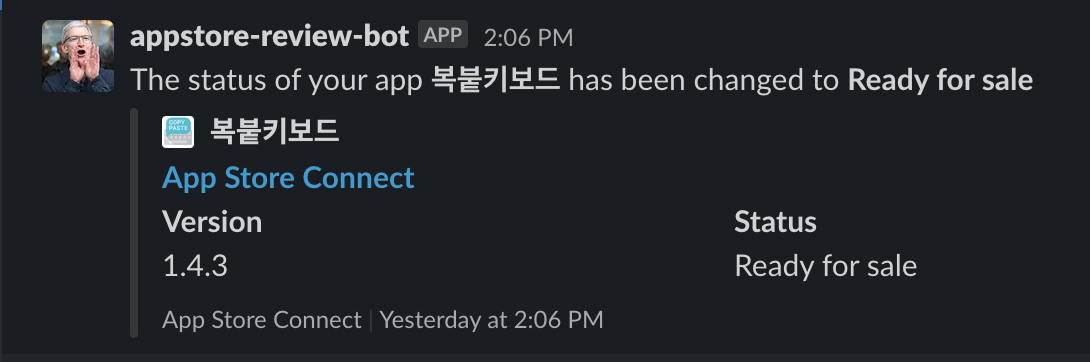 appstore-review-bot APP 2:06 PM
The status of your app 복붙키보드 has been changed to Ready for sale
COPY
PASTE
복붙키보드
App Store Connect
Version Status
1.4.3 Ready for sale
App Store Connect | Yesterday at 2:06 PM